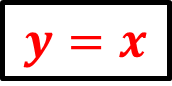 y = x